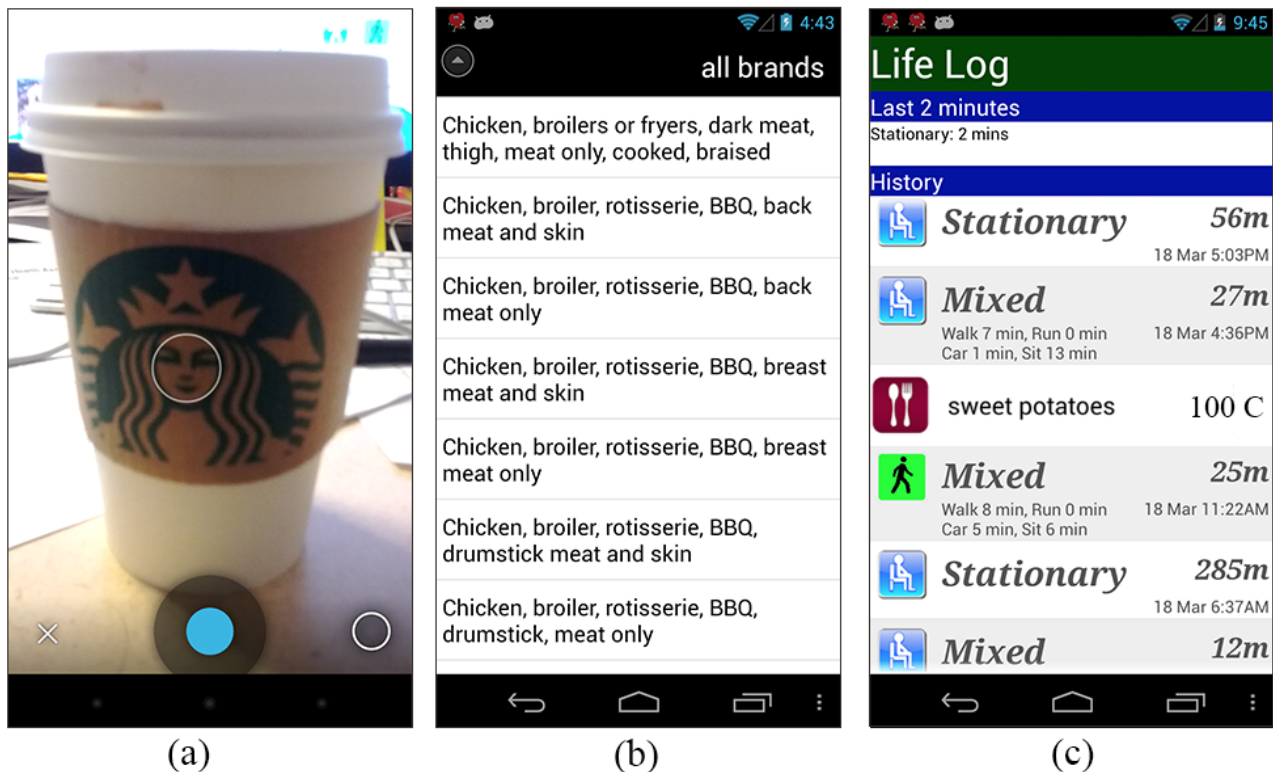 4:43
all brands
Chicken, broilers or fryers, dark meat,
thigh, meat only, cooked, braised
Chicken, broiler, rotisserie, BBQ, back
meat and skin
Chicken, broiler, rotisserie, BBQ, back
meat only
Chicken, broiler, rotisserie, BBQ, breast
meat and skin
Chicken, broiler, rotisserie, BBQ, breast
meat only
Chicken, broiler, rotisserie, BBQ,
drumstick meat and skin
Chicken, broiler, rotisserie, BBQ,
drumstick, meat only
9:45
Life Log
Last 2 minutes
Stationary: 2 mins
History
Stationary 56m
18 Mar 5:03PM
Mixed 27m
Walk 7 min, Run 0 min 18 Mar 4:36PM
Car 1 min, Sit 13 min
sweet potatoes 100 C
Mixed 25m
Walk 8 min, Run 0 min 18 Mar 11:22AM
Car 5 min, Sit 6 min
Stationary 285m
18 Mar 6:37AM
Mixed 12m
(a) (b) (c)